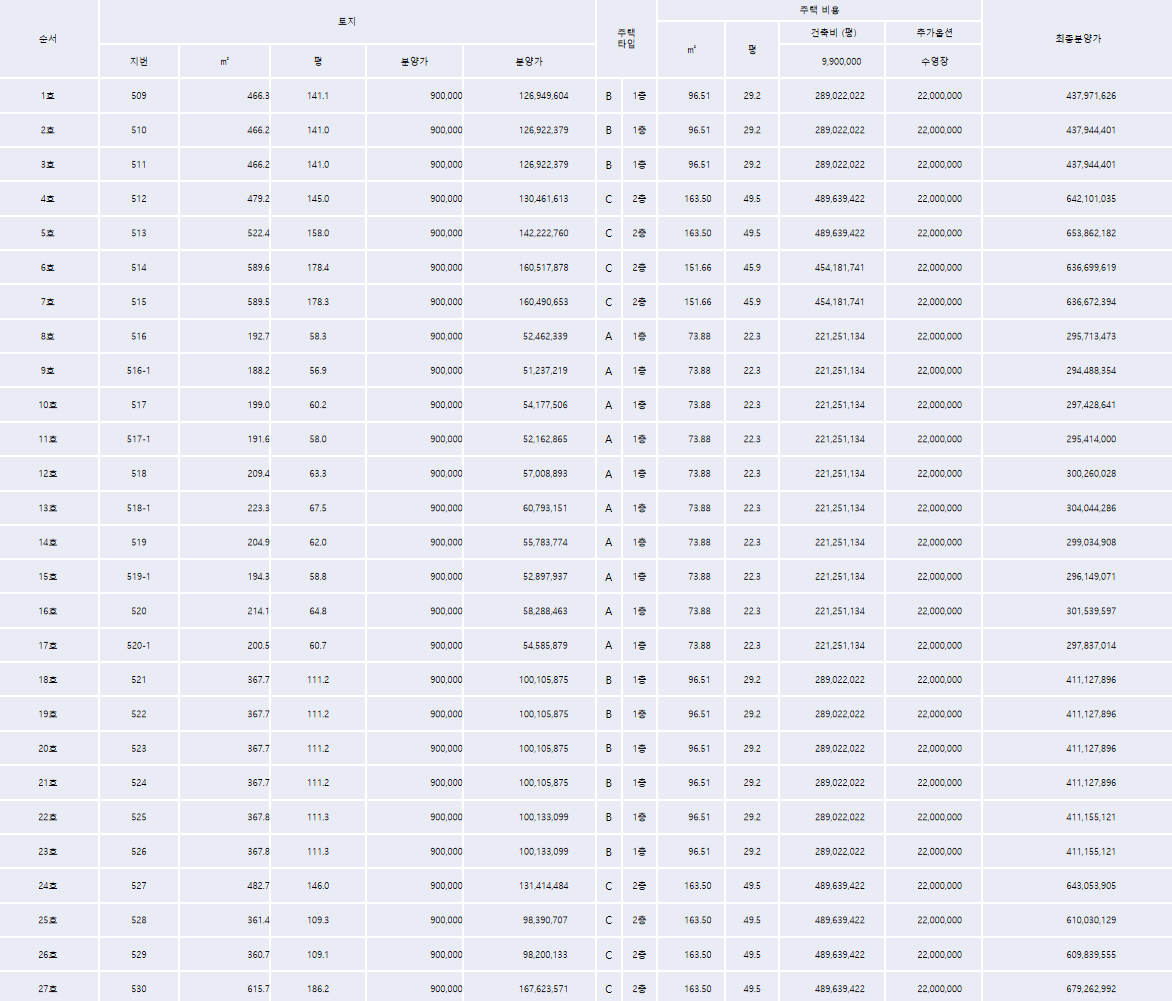 순서 토지 주택 타입 주택 비용 최종분양가
지번 ㎡ 평 분양가 분양가 ㎡ 평 건축비 (평) 추가옵션
9,900,000 수영장
1호 509 466.3 141.1 900,000 126,949,604 B 1층 96.51 29.2 289,022,022 22,000,000 437,971,626
2호 510 466.2 141.0 900,000 126,922,379 B 1층 96.51 29.2 289,022,022 22,000,000 437,944,401
3호 511 466.2 141.0 900,000 126,922,379 B 1층 96.51 29.2 289,022,022 22,000,000 437,944,401
4호 512 479.2 145.0 900,000 130,461,613 C 2층 163.50 49.5 489,639,422 22,000,000 642,101,035
5호 513 522.4 158.0 900,000 142,222,760 C 2층 163.50 49.5 489,639,422 22,000,000 653,862,182
6호 514 589.6 178.4 900,000 160,517,878 C 2층 151.66 45.9 454,181,741 22,000,000 636,699,619
7호 515 589.5 178.3 900,000 160,490,653 C 2층 151.66 45.9 454,181,741 22,000,000 636,672,394
8호 516 192.7 58.3 900,000 52,462,339 A 1층 73.88 22.3 221,251,134 22,000,000 295,713,473
9호 516-1 188.2 56.9 900,000 51,237,219 A 1층 73.88 22.3 221,251,134 22,000,000 294,488,354
10호 517 199.0 60.2 900,000 54,177,506 A 1층 73.88 22.3 221,251,134 22,000,000 297,428,641
11호 517-1 191.6 58.0 900,000 52,162,865 A 1층 73.88 22.3 221,251,134 22,000,000 295,414,000
12호 518 209.4 63.3 900,000 57,008,893 A 1층 73.88 22.3 221,251,134 22,000,000 300,260,028
13호 518-1 223.3 67.5 900,000 60,793,151 A 1층 73.88 22.3 221,251,134 22,000,000 304,044,286
14호 519 204.9 62.0 900,000 55,783,774 A 1층 73.88 22.3 221,251,134 22,000,000 299,034,908
15호 519-1 194.3 58.8 900,000 52,897,937 A 1층 73.88 22.3 221,251,134 22,000,000 296,149,071
16호 520 214.1 64.8 900,000 58,288,463 A 1층 73.88 22.3 221,251,134 22,000,000 301,539,597
17호 520-1 200.5 60.7 900,000 54,585,879 A 1층 73.88 22.3 221,251,134 22,000,000 297,837,014
18호 521 367.7 111.2 900,000 100,105,875 B 1층 96.51 29.2 289,022,022 22,000,000 411,127,896
19호 522 367.7 111.2 900,000 100,105,875 B 1층 96.51 29.2 289,022,022 22,000,000 411,127,896
20호 523 367.7 111.2 900,000 100,105,875 B 1층 96.51 29.2 289,022,022 22,000,000 411,127,896
21호 524 367.7 111.2 900,000 100,105,875 B 1층 96.51 29.2 289,022,022 22,000,000 411,127,896
22호 525 367.8 111.3 900,000 100,133,099 B 1층 96.51 29.2 289,022,022 22,000,000 411,155,121
23호 526 367.8 111.3 900,000 100,133,099 B 1층 96.51 29.2 289,022,022 22,000,000 411,155,121
24호 527 482.7 146.0 900,000 131,414,484 C 2층 163.50 49.5 489,639,422 22,000,000 643,053,905
25호 528 361.4 109.3 900,000 98,390,707 C 2층 163.50 49.5 489,639,422 22,000,000 610,030,129
26호 529 360.7 109.1 900,000 98,200,133 C 2층 163.50 49.5 489,639,422 22,000,000 609,839,555
27호 530 615.7 186.2 900,000 167,623,571 C 2층 163.50 49.5 489,639,422 22,000,000 679,262,992